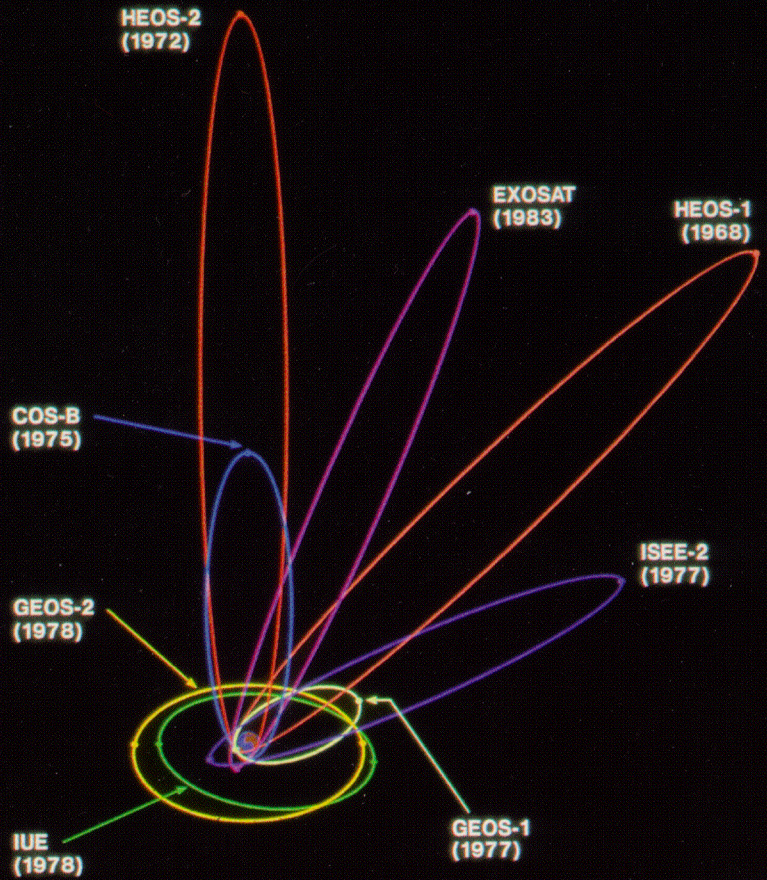 HEOS-2
(1972)
EXOSAT
(1983)
HEOS-1
(1968)
COS-B
(1975)
ISEE-2
(1977)
GEOS-2
(1978)
GEOS-1
(1977)
IUE
(1978)